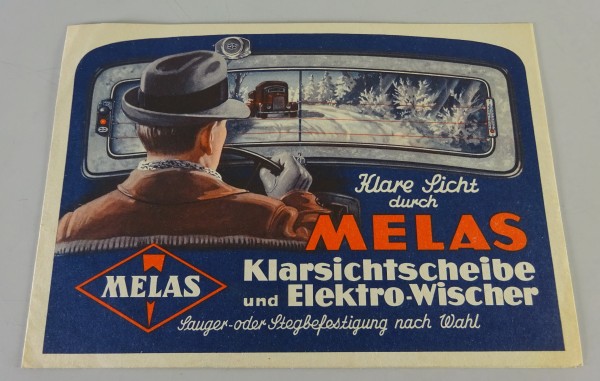 Klare Sicht
durch
MELAS
Klarsichtscheibe
und Elektro-Wischer
MELAS
Sauger- oder Stegbefestigung nach Wahl